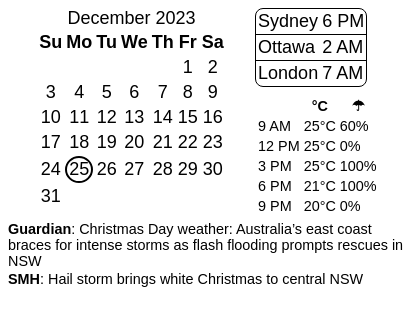 December 2023
Su Mo Tu We Th Fr Sa
1 2
3 4 5 6 7 8 9
10 11 12 13 14 15 16
17 18 19 20 21 22 23
24 25 26 27 28 29 30
31
Sydney 6 PM
Ottawa 2 AM
London 7 AM
°C ☂
9 AM 25°C 60%
12 PM 25°C 0%
3 PM 25°C 100%
6 PM 21°C 100%
9 PM 20°C 0%
Guardian: Christmas Day weather: Australia’s east coast
braces for intense storms as flash flooding prompts rescues in
NSW
SMH: Hail storm brings white Christmas to central NSW